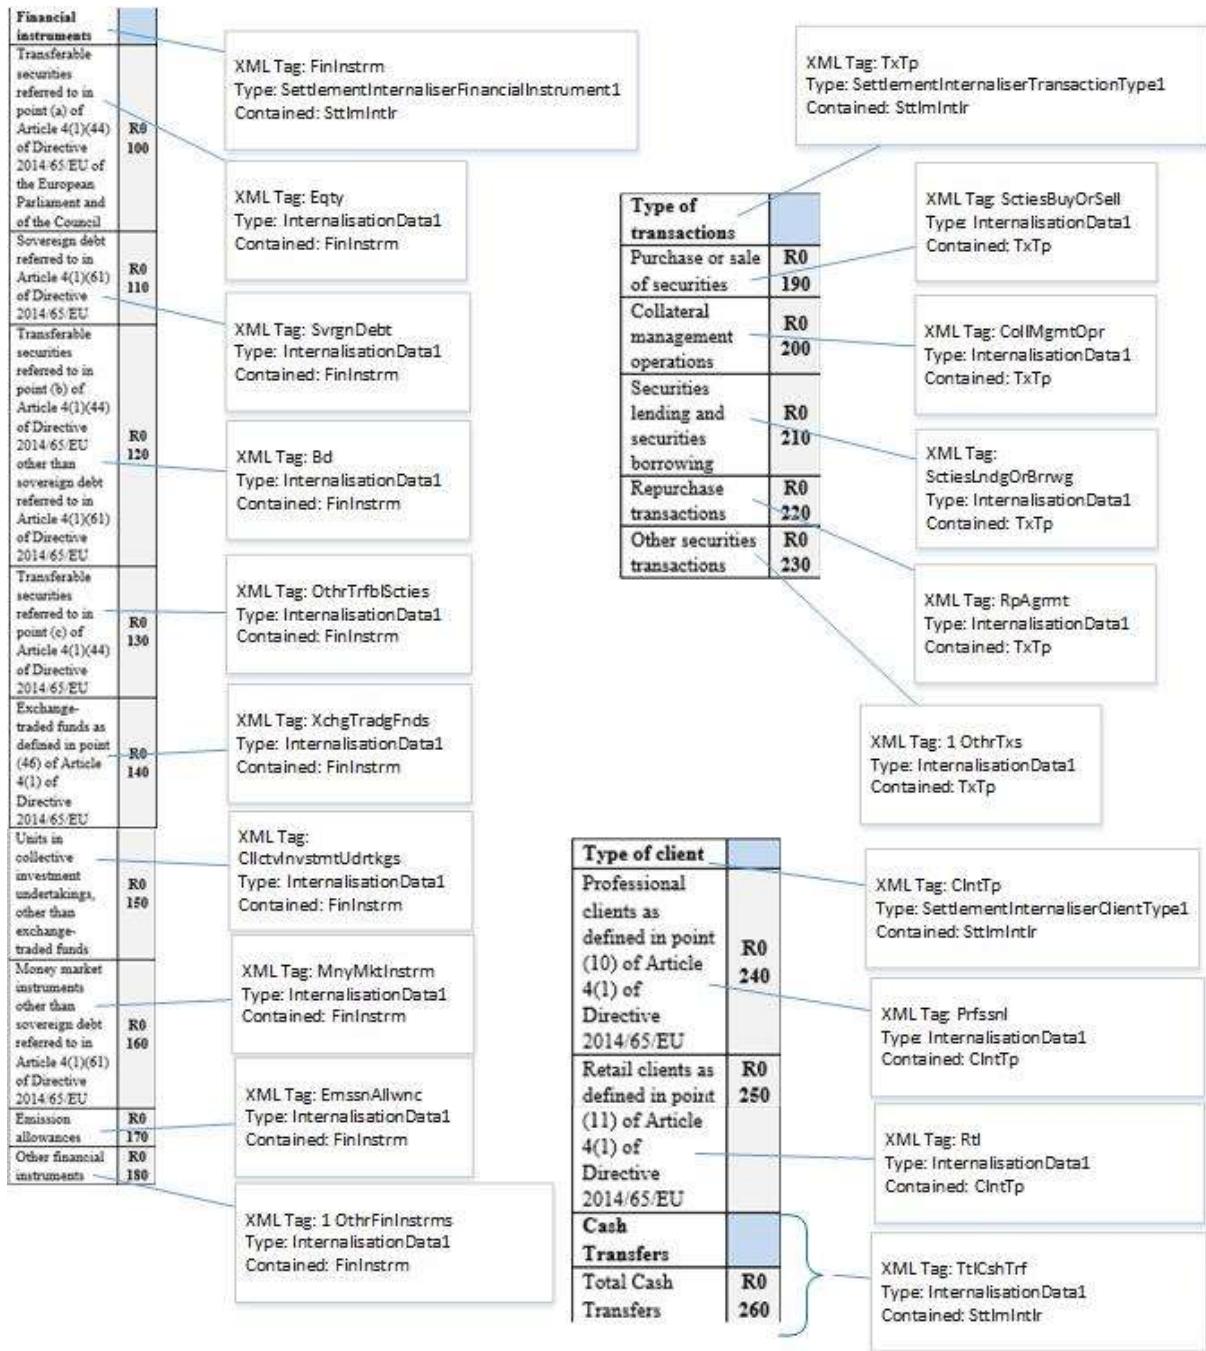 Financial
instruments
Transferable
securities
referred to in
point (a) of
Article 4(1)(44)
of Directive
2014/65/EU of
the European
Parliament and
of the Council
R0
100
Sovereign debt
referred to in
Article 4(1)(61)
of Directive
2014/65/EU
R0
110
Transferable
securities
referred to in
point (b) of
Article 4(1)(44)
of Directive
2014/65/EU
other than
sovereign debt
referred to in
Article 4(1)(61)
of Directive
2014/65/EU
R0
120
Transferable
securities
referred to in
point (c) of
Article 4(1)(44)
of Directive
2014/65/EU
R0
130
Exchange-
traded funds as
defined in point
(46) of Article
4(1) of
Directive
2014/65/EU
R0
140
Units in
collective
investment
undertakings,
other than
exchange-
traded funds
R0
150
Money market
instruments
other than
sovereign debt
referred to in
Article 4(1)(61)
of Directive
2014/65/EU
R0
160
Emission
allowances
R0
170
Other financial
instruments
R0
180
XML Tag: FinInstrm
Type: SettlementInternaliserFinancialInstrument1
Contained: SttlmIntlr
XML Tag: Eqty
Type: InternalisationData1
Contained: FinInstrm
XML Tag: SvrgnDebt
Type: InternalisationData1
Contained: FinInstrm
XML Tag: Bd
Type: InternalisationData1
Contained: FinInstrm
XML Tag: OthrTrfblScties
Type: InternalisationData1
Contained: FinInstrm
XML Tag: XchgTradgFnds
Type: InternalisationData1
Contained: FinInstrm
XML Tag:
CllctvInvstmtUdrtkgs
Type: InternalisationData1
Contained: FinInstrm
XML Tag: MnyMktInstrm
Type: InternalisationData1
Contained: FinInstrm
XML Tag: EmssnAllwnc
Type: InternalisationData1
Contained: FinInstrm
XML Tag: 1 OthrFinInstrms
Type: InternalisationData1
Contained: FinInstrm
XML Tag: TxTp
Type: SettlementInternaliserTransactionType1
Contained: SttlmIntlr
Type of
transactions
Purchase or sale
of securities
R0
190
Collateral
management
operations
R0
200
Securities
lending and
securities
borrowing
R0
210
Repurchase
transactions
R0
220
Other securities
transactions
R0
230
XML Tag: SctiesBuyOrSell
Type: InternalisationData1
Contained: TxTp
XML Tag: CollMgmtOpr
Type: InternalisationData1
Contained: TxTp
XML Tag:
SctiesLndgOrBrrwg
Type: InternalisationData1
Contained: TxTp
XML Tag: RpAgrmt
Type: InternalisationData1
Contained: TxTp
XML Tag: 1 OthrTxs
Type: InternalisationData1
Contained: TxTp
Type of client
Professional
clients as
defined in point
(10) of Article
4(1) of
Directive
2014/65/EU
R0
240
Retail clients as
defined in point
(11) of Article
4(1) of
Directive
2014/65/EU
R0
250
Cash
Transfers
Total Cash
Transfers
R0
260
XML Tag: ClntTp
Type: SettlementInternaliserClientType1
Contained: SttlmIntlr
XML Tag: Prfssnl
Type: InternalisationData1
Contained: ClntTp
XML Tag: Rtl
Type: InternalisationData1
Contained: ClntTp
XML Tag: TtlCshTrf
Type: InternalisationData1
Contained: SttlmIntlr